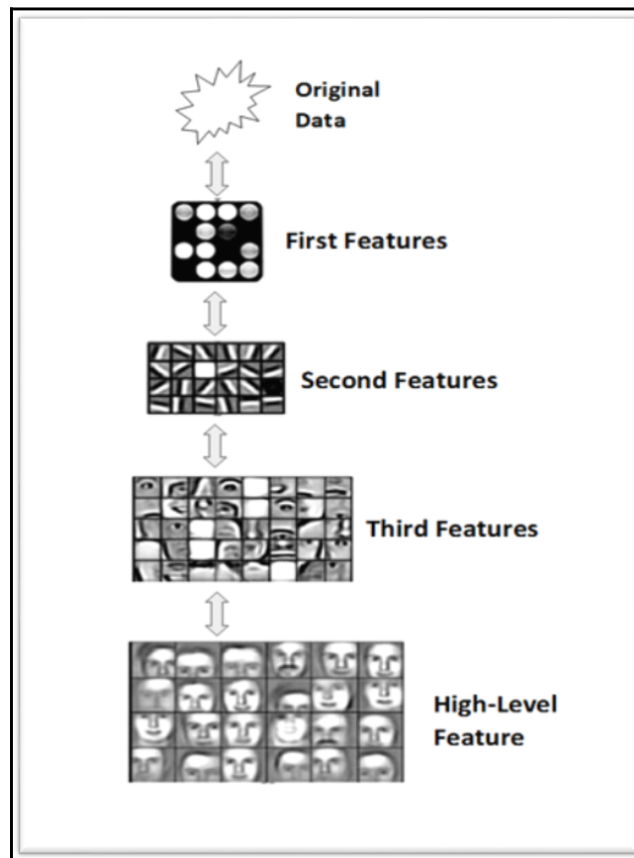 Original
Data
First Features
Second Features
Third Features
High-Level
Feature